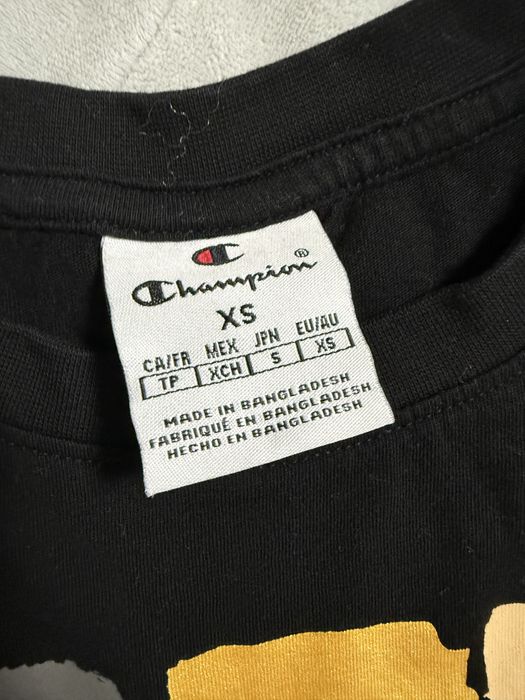 Champion®
XS
CA/FR MEX JPN EU/AU
TP XCH S XS
MADE IN BANGLADESH
FABRIQUÉ EN BANGLADESH
HECHO EN BANGLADESH